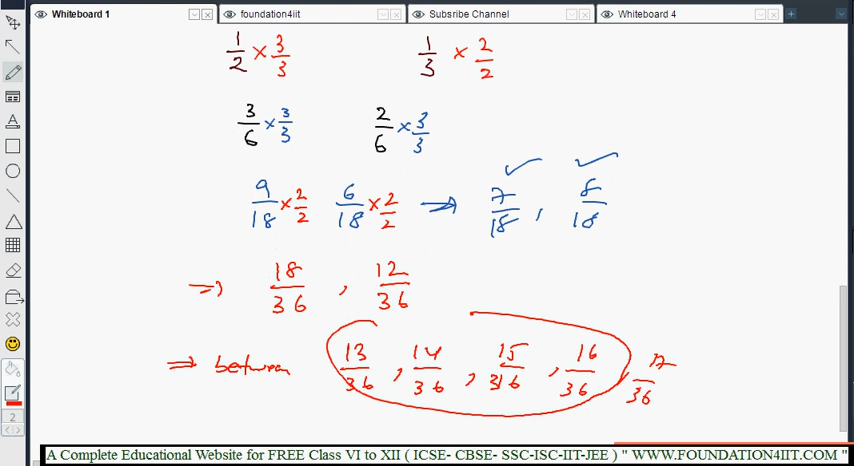 Whiteboard 1 foundation4iit Subsribe Channel Whiteboard 4
1/2 × 3/3 1/3 × 2/2
3/6 × 3/3 2/6 × 3/3
9/18 × 2/2 6/18 × 2/2 → 7/18 , 8/18
⇒ 18/36 , 12/36
⇒ between 13/36 , 14/36 , 15/36 , 16/36 , 17/36
2
A Complete Educational Website for FREE Class VI to XII ( ICSE- CBSE- SSC-ISC-IIT-JEE ) " WWW.FOUNDATION4IIT.COM "